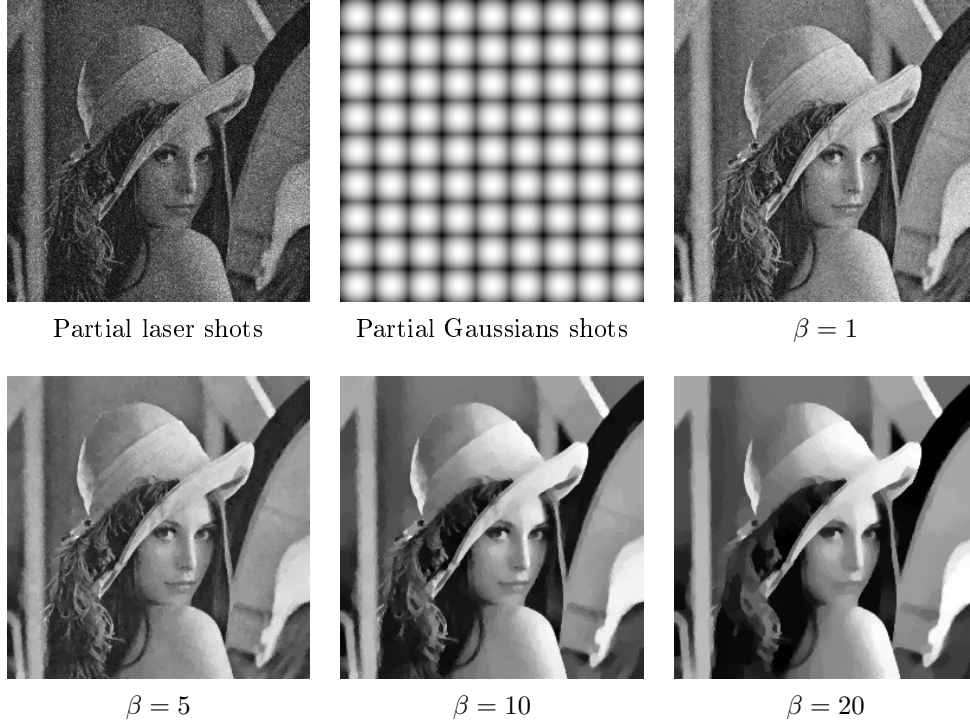 Partial laser shots
Partial Gaussians shots
β = 1
β = 5
β = 10
β = 20